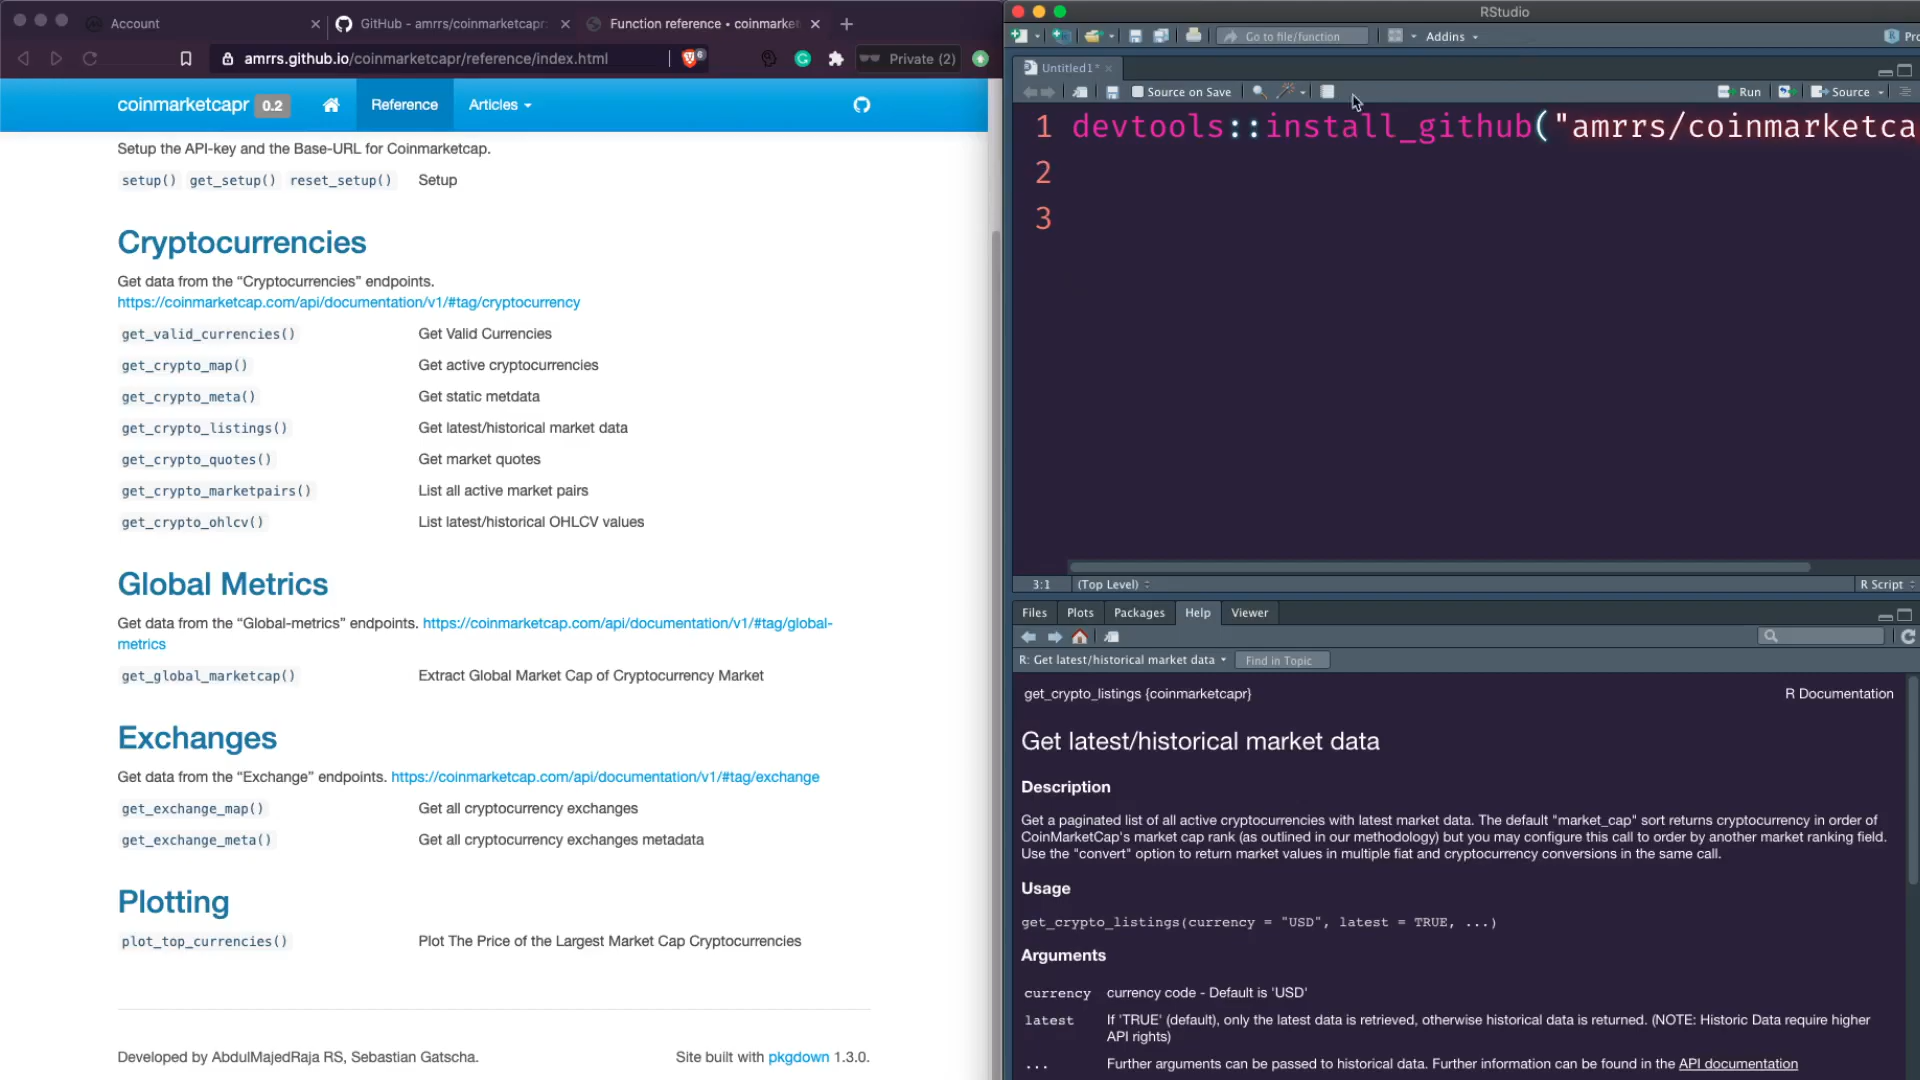 Account
GitHub - amrrs/coinmarketcapr:
Function reference • coinmarket
amrrs.github.io/coinmarketcapr/reference/index.html
6
Private (2)
coinmarketcapr 0.2
Reference
Articles
Setup the API-key and the Base-URL for Coinmarketcap.
setup() get_setup() reset_setup() Setup
Cryptocurrencies
Get data from the “Cryptocurrencies” endpoints.
https://coinmarketcap.com/api/documentation/v1/#tag/cryptocurrency
get_valid_currencies() Get Valid Currencies
get_crypto_map() Get active cryptocurrencies
get_crypto_meta() Get static metdata
get_crypto_listings() Get latest/historical market data
get_crypto_quotes() Get market quotes
get_crypto_marketpairs() List all active market pairs
get_crypto_ohlcv() List latest/historical OHLCV values
Global Metrics
Get data from the “Global-metrics” endpoints. https://coinmarketcap.com/api/documentation/v1/#tag/global-
metrics
get_global_marketcap() Extract Global Market Cap of Cryptocurrency Market
Exchanges
Get data from the “Exchange” endpoints. https://coinmarketcap.com/api/documentation/v1/#tag/exchange
get_exchange_map() Get all cryptocurrency exchanges
get_exchange_meta() Get all cryptocurrency exchanges metadata
Plotting
plot_top_currencies() Plot The Price of the Largest Market Cap Cryptocurrencies
Developed by AbdulMajedRaja RS, Sebastian Gatscha. Site built with pkgdown 1.3.0.
RStudio
Go to file/function
Addins
Pro
Untitled1*
Source on Save
Run
Source
1 devtools::install_github("amrrs/coinmarketca
2
3
3:1 (Top Level) R Script
Files Plots Packages Help Viewer
R: Get latest/historical market data
Find in Topic
get_crypto_listings {coinmarketcapr} R Documentation
Get latest/historical market data
Description
Get a paginated list of all active cryptocurrencies with latest market data. The default "market_cap" sort returns cryptocurrency in order of
CoinMarketCap's market cap rank (as outlined in our methodology) but you may configure this call to order by another market ranking field.
Use the "convert" option to return market values in multiple fiat and cryptocurrency conversions in the same call.
Usage
get_crypto_listings(currency = "USD", latest = TRUE, ...)
Arguments
currency currency code - Default is 'USD'
latest If 'TRUE' (default), only the latest data is retrieved, otherwise historical data is returned. (NOTE: Historic Data require higher
API rights)
... Further arguments can be passed to historical data. Further information can be found in the API documentation